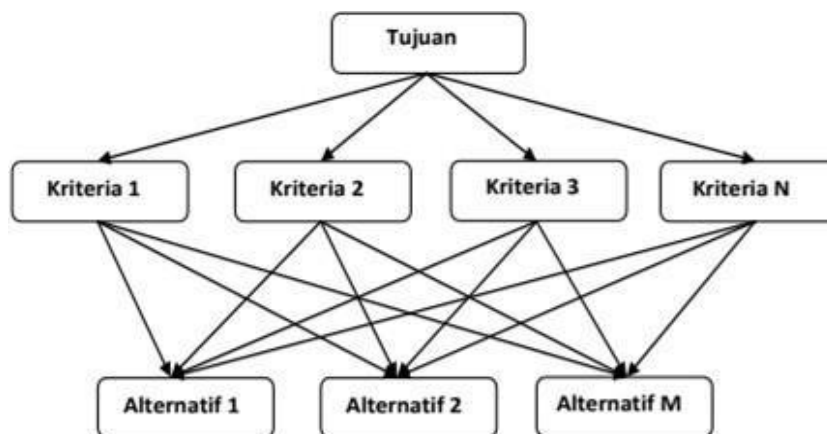 Tujuan
Kriteria 1
Kriteria 2
Kriteria 3
Kriteria N
Alternatif 1
Alternatif 2
Alternatif M